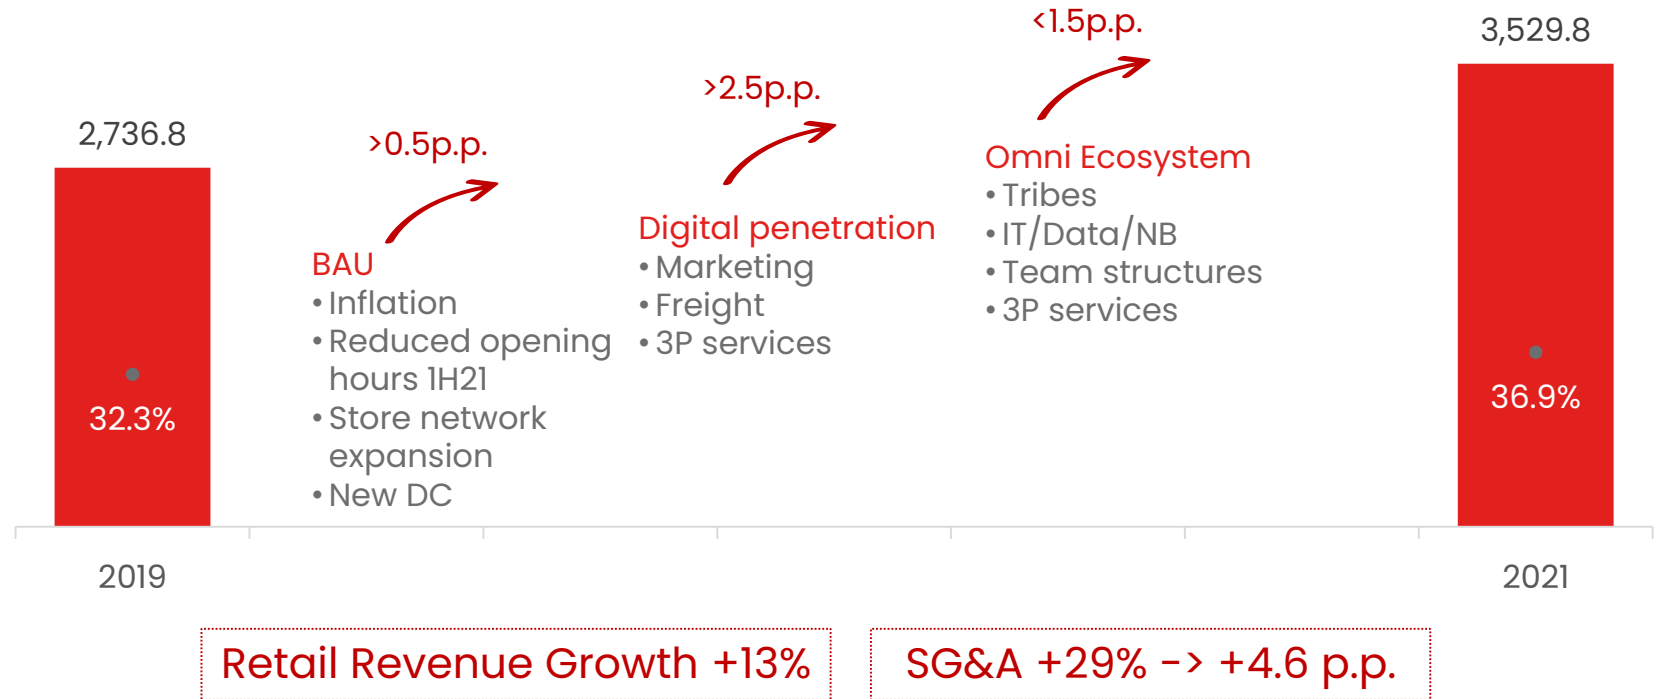 2,736.8
32.3%
2019
>0.5p.p.
BAU
• Inflation
• Reduced opening
hours 1H21
• Store network
expansion
• New DC
>2.5p.p.
Digital penetration
• Marketing
• Freight
• 3P services
<1.5p.p.
Omni Ecosystem
• Tribes
• IT/Data/NB
• Team structures
• 3P services
3,529.8
36.9%
2021
Retail Revenue Growth +13%
SG&A +29% -> +4.6 p.p.